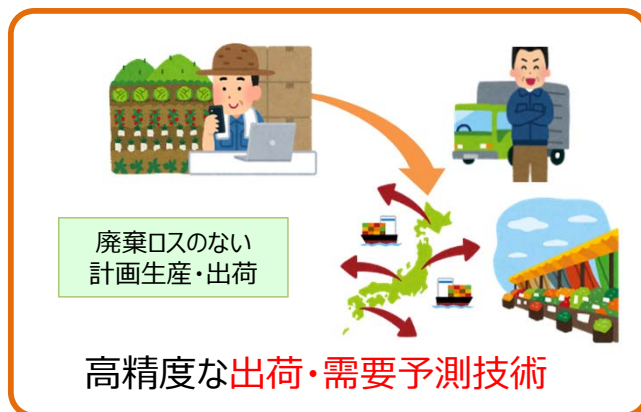 廃棄ロスのない
計画生産・出荷
高精度な出荷・需要予測技術